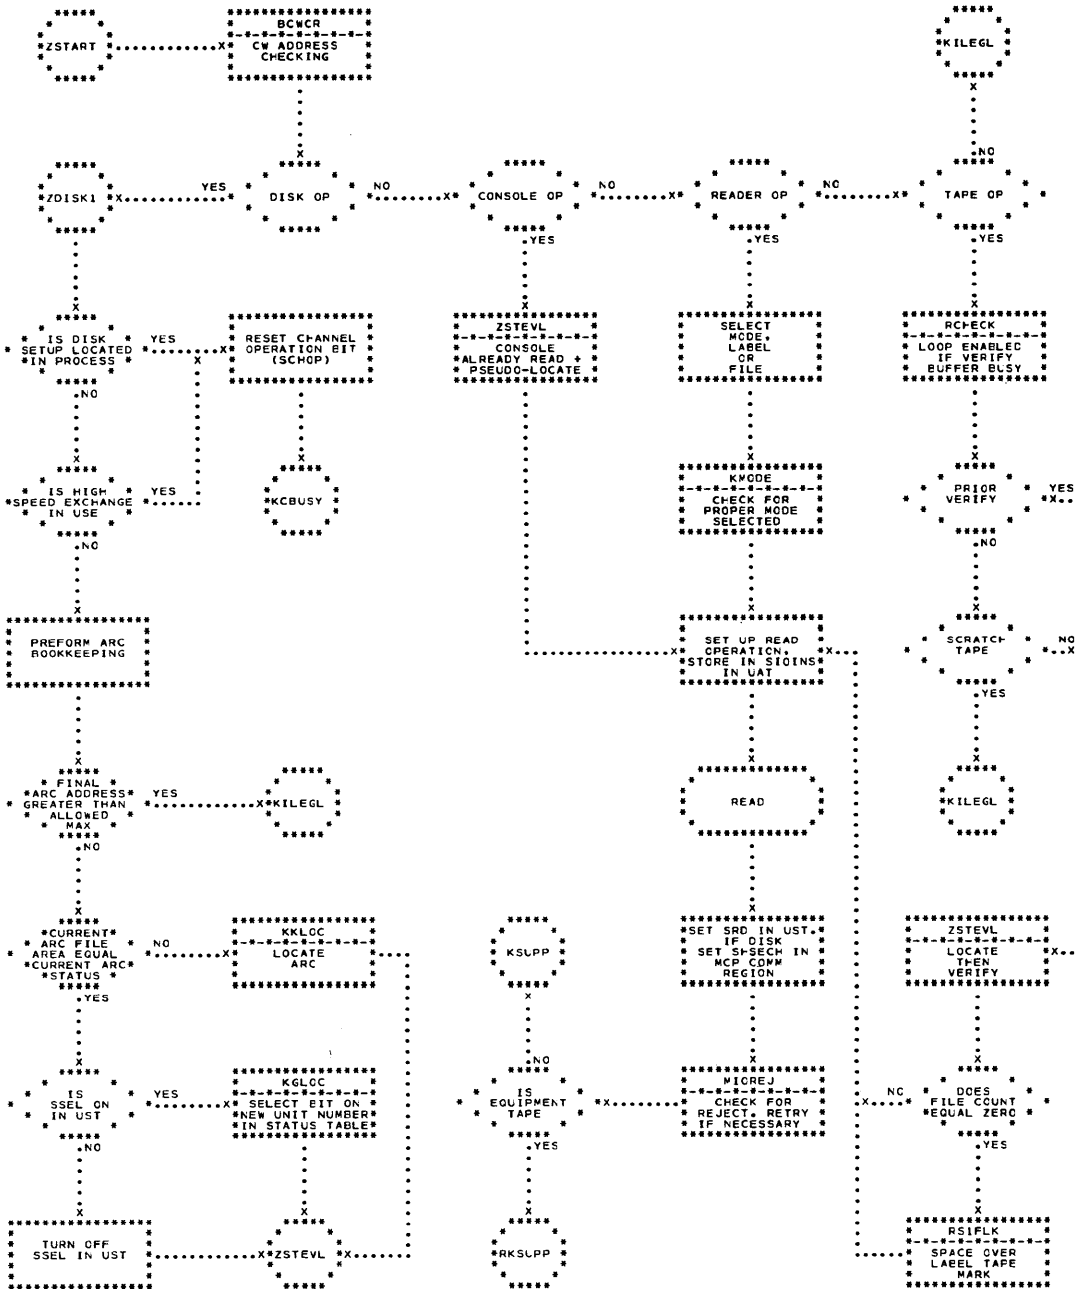 BCWCR
ZSTART
CW ADDRESS
CHECKING
KILEGL
NO
ZDISK1
YES
DISK OP
NO
CONSOLE OP
NO
READER OP
NO
TAPE OP
YES
YES
YES
IS DISK
SETUP LOCATED
IN PROCESS
YES
RESET CHANNEL
OPERATION BIT
(SCHOP)
ZSTEVL
CONSOLE
ALREADY READ +
PSEUDO-LOCATE
SELECT
MODE,
LABEL
OR
FILE
RCHECK
LOOP ENABLED
IF VERIFY
BUFFER BUSY
NO
IS HIGH
SPEED EXCHANGE
IN USE
YES
KCBUSY
KMODE
CHECK FOR
PROPER MODE
SELECTED
PRIOR
VERIFY
YES
NO
NO
PREFORM ARC
BOOKKEEPING
SET UP READ
OPERATION,
STORE IN SIOINS
IN UAT
SCRATCH
TAPE
NO
YES
FINAL
ARC ADDRESS
GREATER THAN
ALLOWED
MAX
YES
KILEGL
READ
KILEGL
NO
CURRENT
ARC FILE
AREA EQUAL
CURRENT ARC
STATUS
NO
KKLOC
LOCATE
ARC
KSUPP
SET SRD IN UST.
IF DISK
SET SHSECH IN
MCP COMM
REGION
ZSTEVL
LOCATE
THEN
VERIFY
YES
NO
IS
SSEL ON
IN UST
YES
KGLOC
SELECT BIT ON
NEW UNIT NUMBER
IN STATUS TABLE
IS
EQUIPMENT
TAPE
MIOREJ
CHECK FOR
REJECT. RETRY
IF NECESSARY
NO
DOES
FILE COUNT
EQUAL ZERO
NO
YES
YES
TURN OFF
SSEL IN UST
ZSTEVL
RKSUPP
RS1FLK
SPACE OVER
LABEL TAPE
MARK